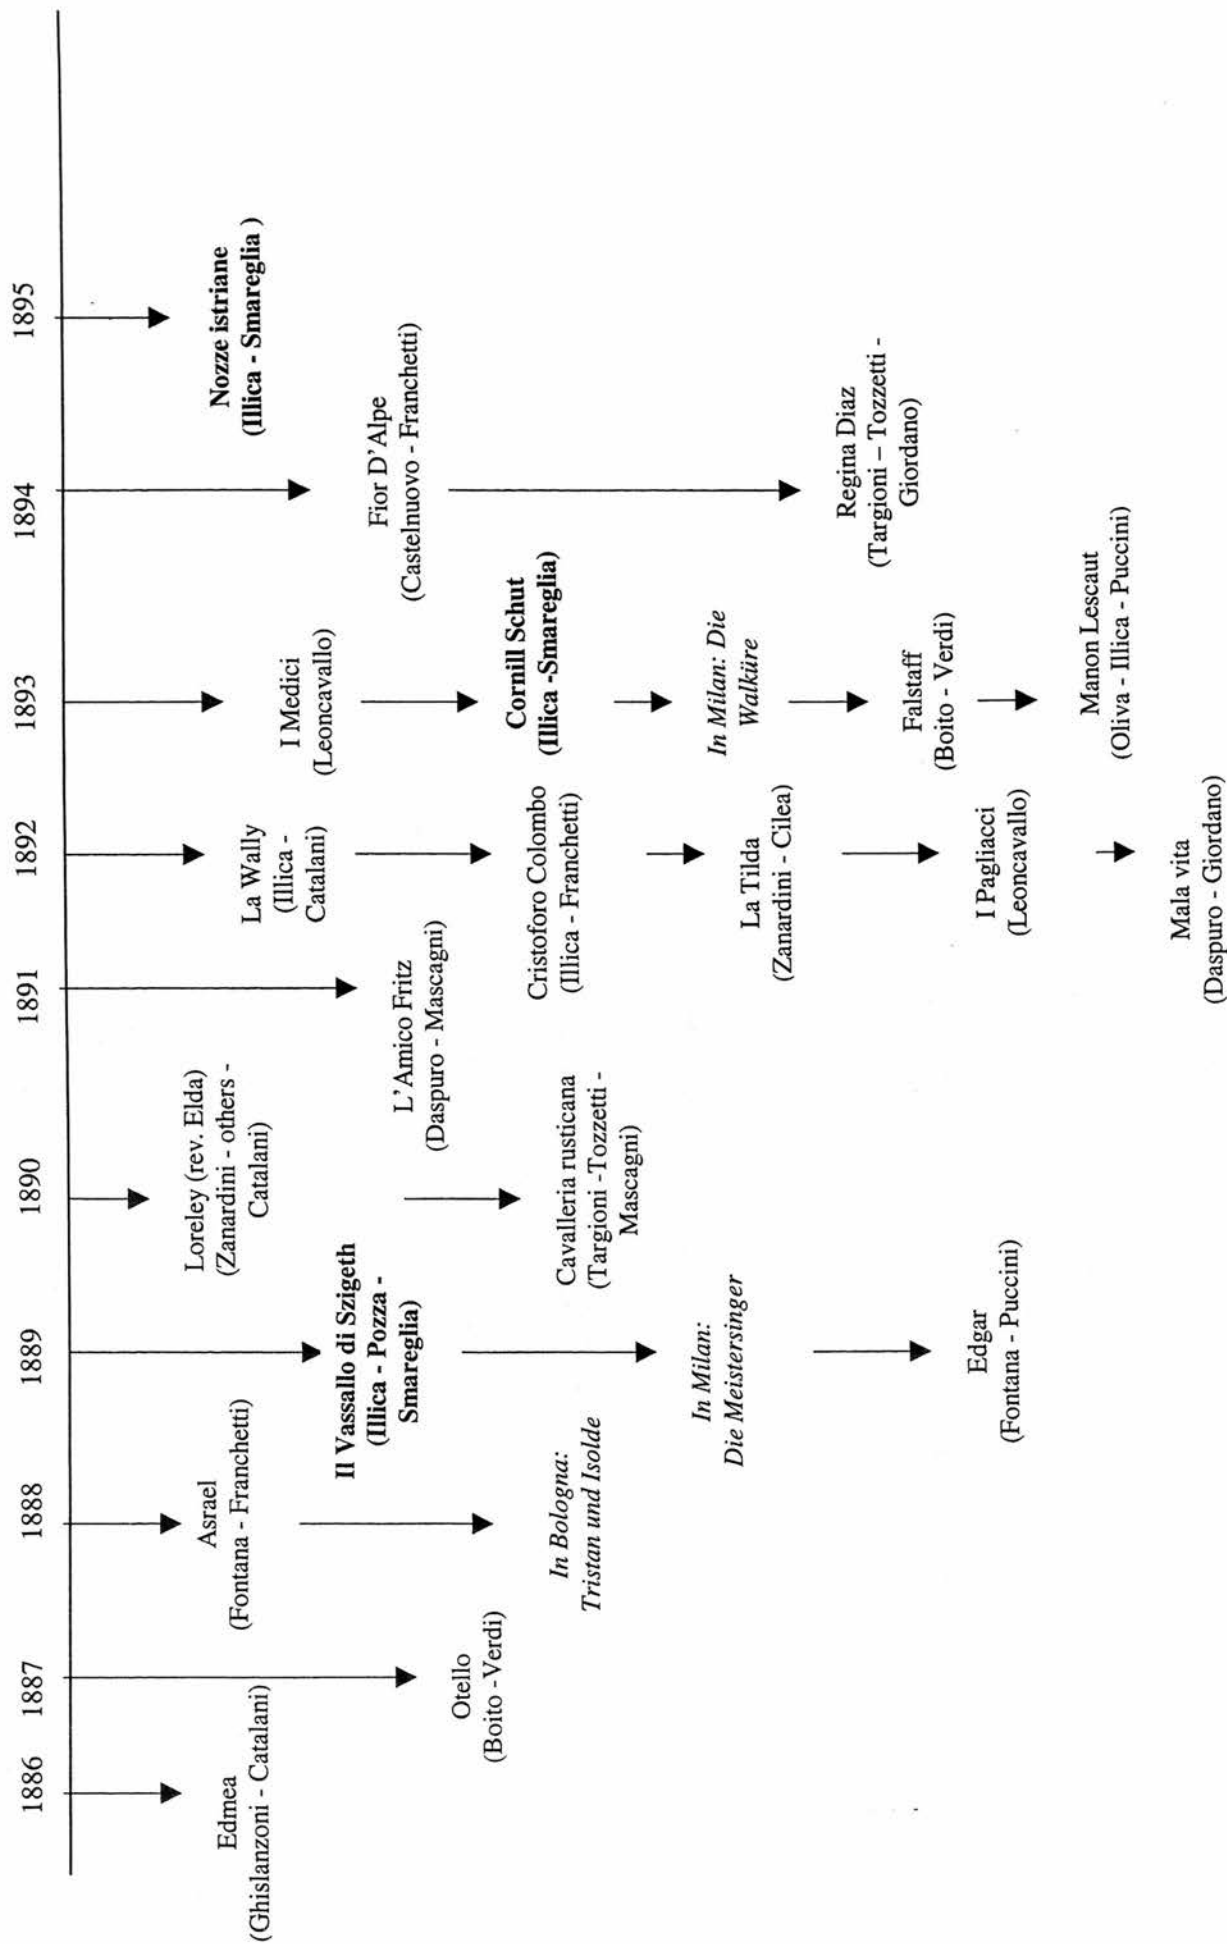 1886
Edmea
(Ghislanzoni - Catalani)
1887
Otello
(Boito -Verdi)
1888
Asrael
(Fontana - Franchetti)
In Bologna:
Tristan und Isolde
1889
Il Vassallo di Szigeth
(Illica - Pozza -
Smareglia)
In Milan:
Die Meistersinger
Edgar
(Fontana - Puccini)
1890
Loreley (rev. Elda)
(Zanardini - others -
Catalani)
Cavalleria rusticana
(Targioni -Tozzetti -
Mascagni)
1891
L'Amico Fritz
(Daspuro - Mascagni)
1892
La Wally
(Illica -
Catalani)
Cristoforo Colombo
(Illica - Franchetti)
La Tilda
(Zanardini - Cilea)
I Pagliacci
(Leoncavallo)
Mala vita
(Daspuro - Giordano)
1893
I Medici
(Leoncavallo)
Cornill Schut
(Illica -Smareglia)
In Milan: Die
Walküre
Falstaff
(Boito - Verdi)
Manon Lescaut
(Oliva - Illica - Puccini)
1894
Fior D'Alpe
(Castelnuovo - Franchetti)
Regina Diaz
(Targioni – Tozzetti -
Giordano)
1895
Nozze istriane
(Illica - Smareglia )